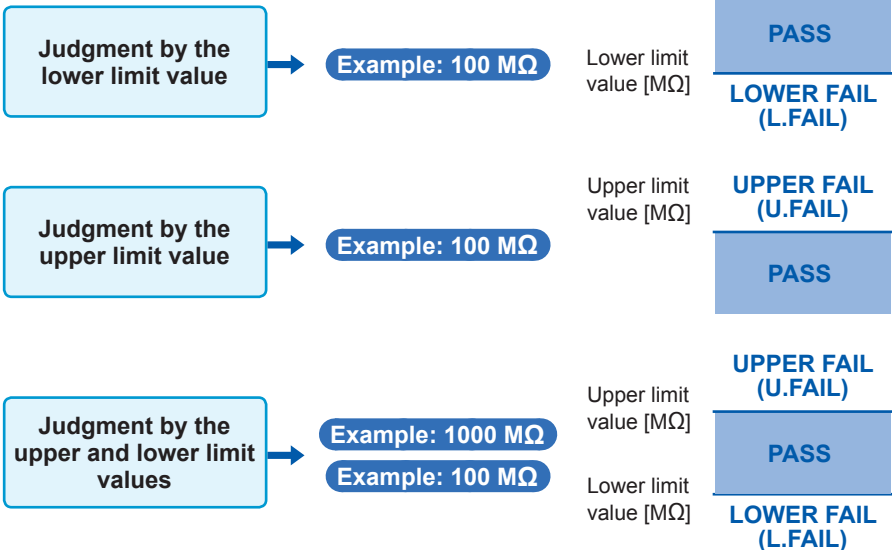 Judgment by the
lower limit value
Example: 100 MΩ
Lower limit
value [MΩ]
PASS
LOWER FAIL
(L.FAIL)
Judgment by the
upper limit value
Example: 100 MΩ
Upper limit
value [MΩ]
UPPER FAIL
(U.FAIL)
PASS
Judgment by the
upper and lower limit
values
Example: 1000 MΩ
Example: 100 MΩ
Upper limit
value [MΩ]
Lower limit
value [MΩ]
UPPER FAIL
(U.FAIL)
PASS
LOWER FAIL
(L.FAIL)